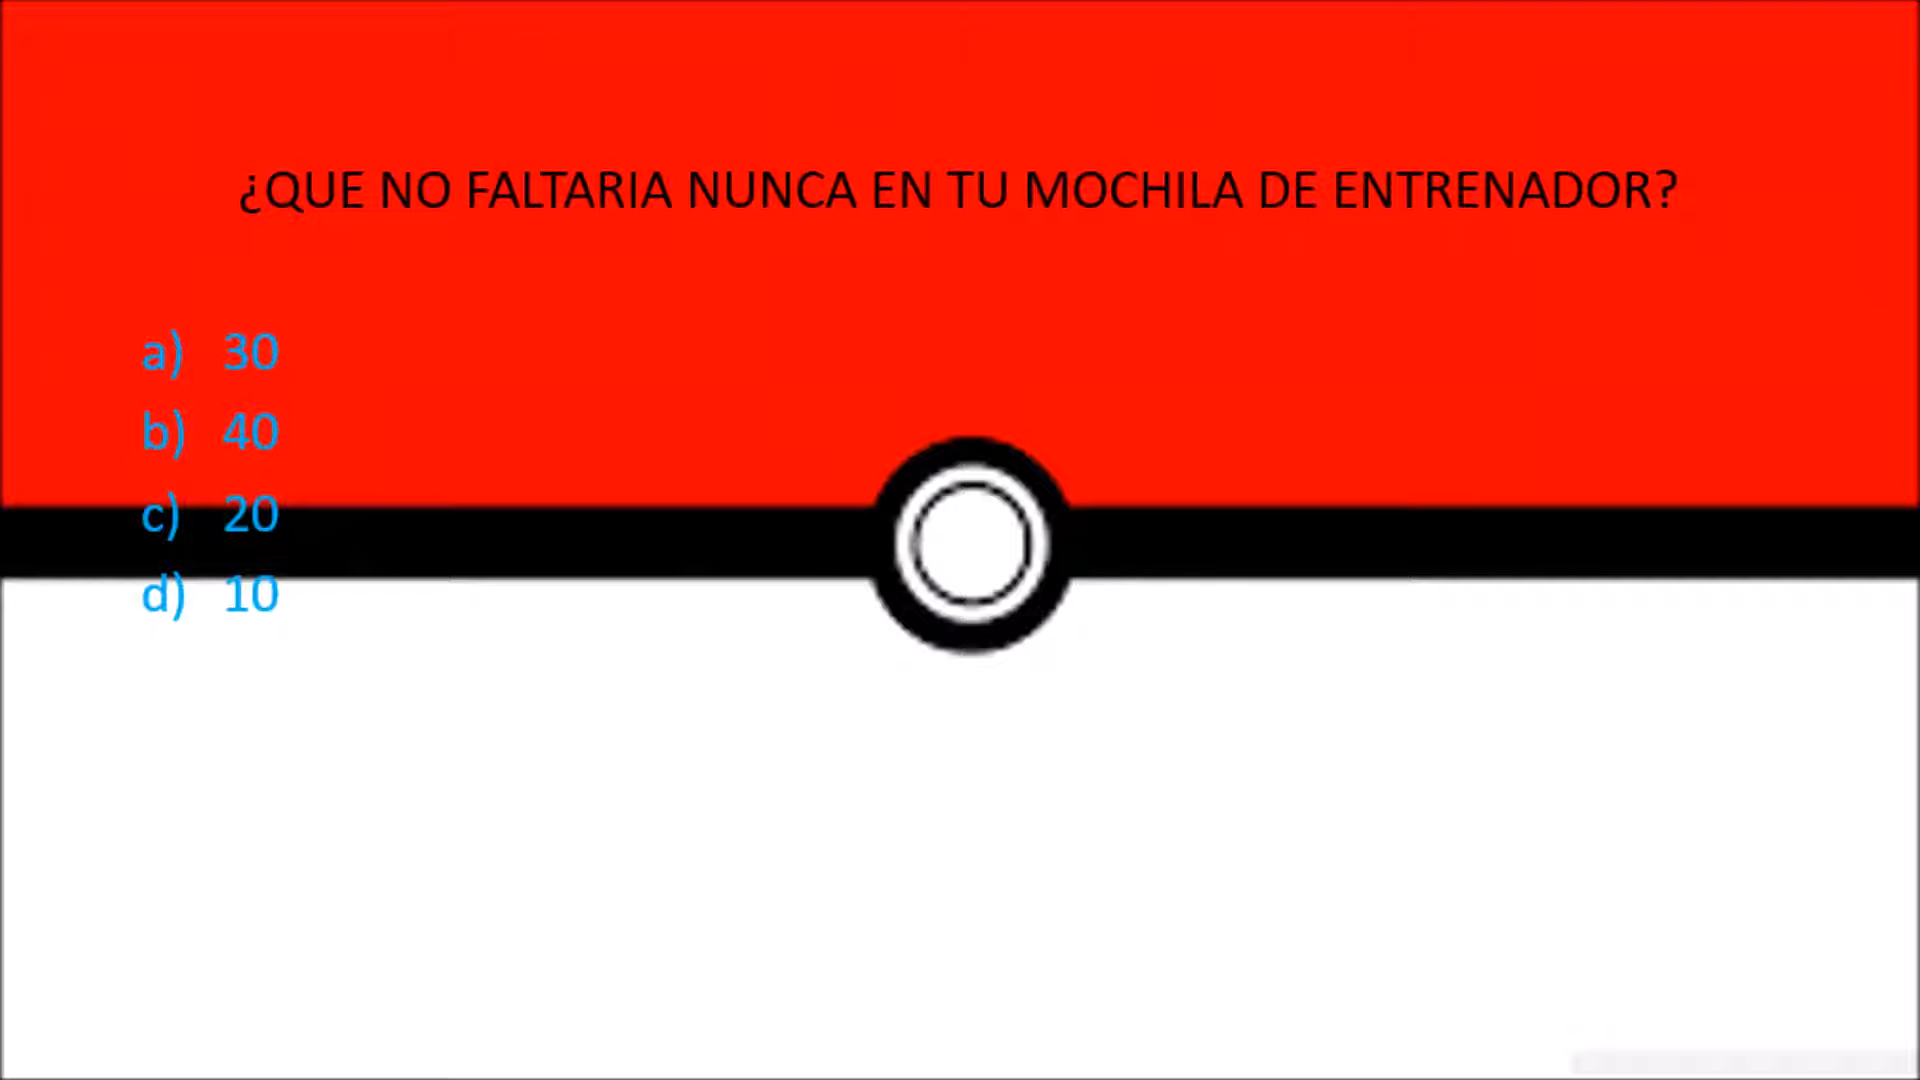 ¿QUE NO FALTARIA NUNCA EN TU MOCHILA DE ENTRENADOR?
a) 30
b) 40
c) 20
d) 10